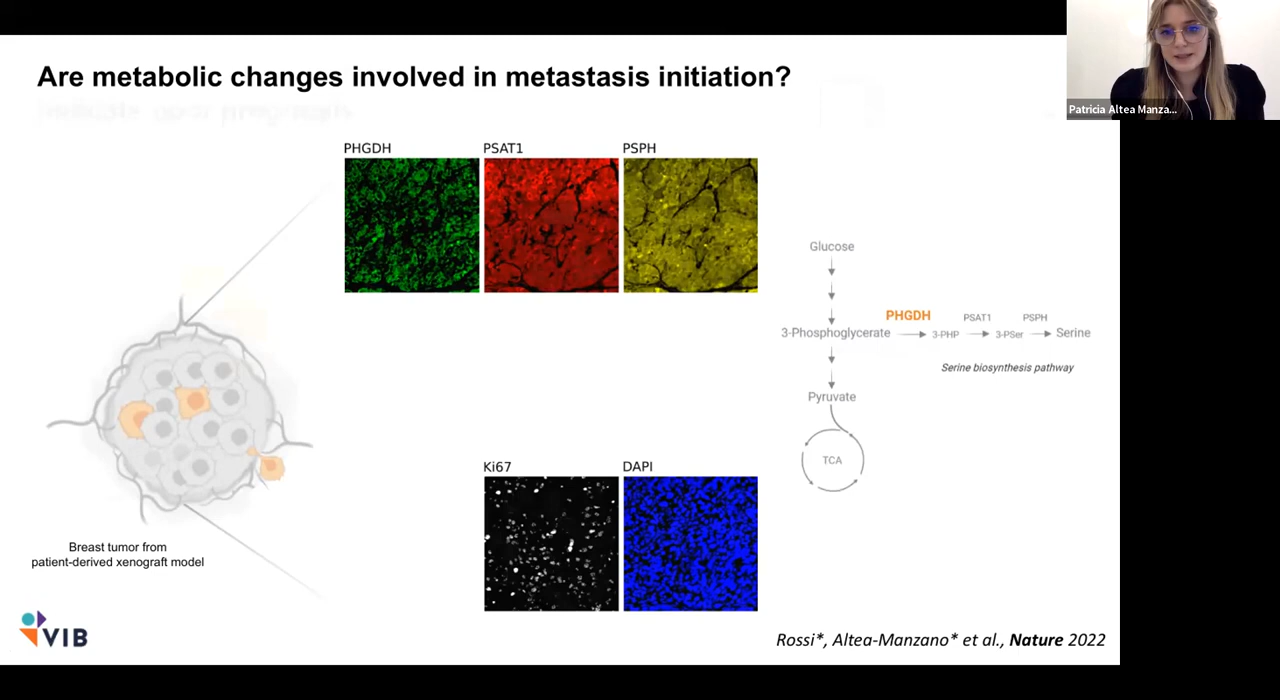 Are metabolic changes involved in metastasis initiation?
Patricia Altea Manza...
PHGDH
PSAT1
PSPH
Glucose
PHGDH
PSAT1
PSPH
3-Phosphoglycerate
3-PHP
3-PSer
Serine
Serine biosynthesis pathway
Pyruvate
TCA
Ki67
DAPI
Breast tumor from
patient-derived xenograft model
VIB
Rossi*, Altea-Manzano* et al., Nature 2022